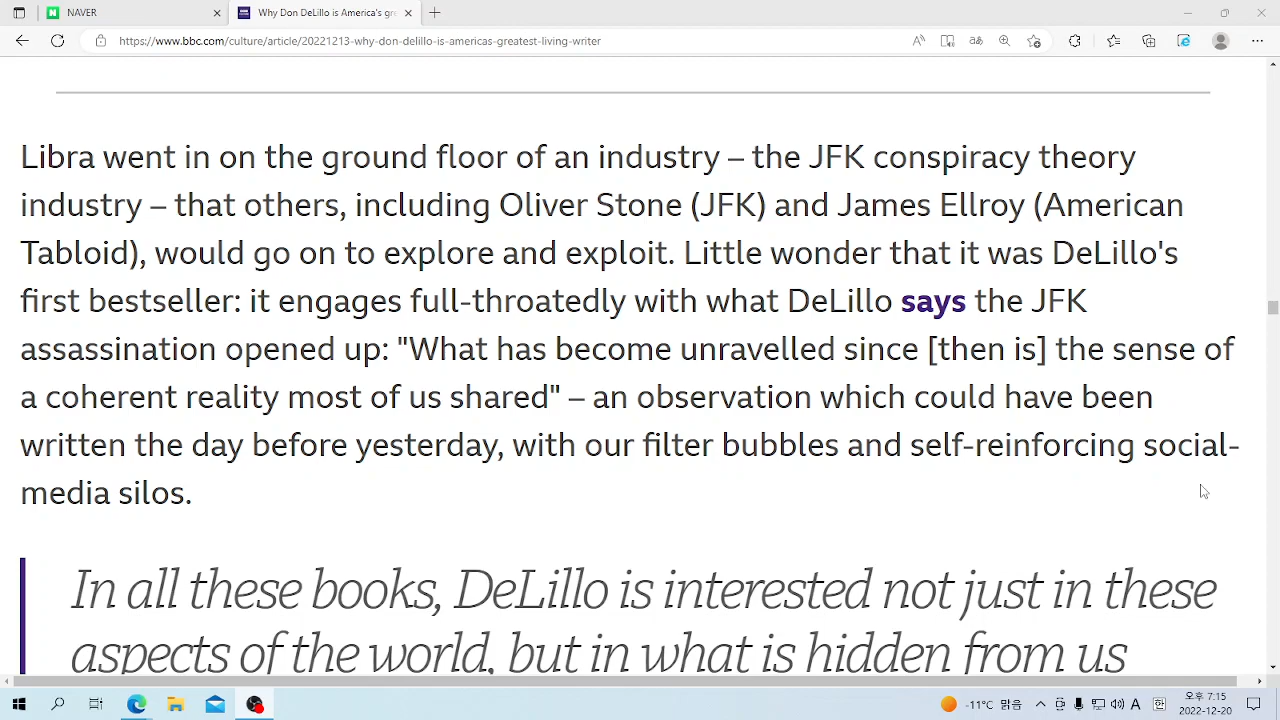 NAVER
Why Don DeLillo is America's gre
https://www.bbc.com/culture/article/20221213-why-don-delillo-is-americas-greatest-living-writer
Libra went in on the ground floor of an industry – the JFK conspiracy theory
industry – that others, including Oliver Stone (JFK) and James Ellroy (American
Tabloid), would go on to explore and exploit. Little wonder that it was DeLillo's
first bestseller: it engages full-throatedly with what DeLillo says the JFK
assassination opened up: "What has become unravelled since [then is] the sense of
a coherent reality most of us shared" – an observation which could have been
written the day before yesterday, with our filter bubbles and self-reinforcing social-
media silos.
In all these books, DeLillo is interested not just in these
aspects of the world, but in what is hidden from us
-11°C 맑음
A
오후 7:15
2022-12-20